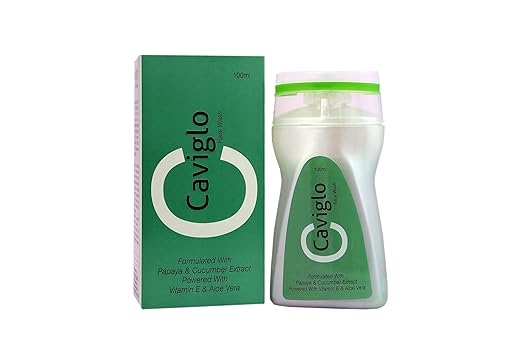 100ml
Caviglo
Face Wash
Formulated With
Papaya & Cucumber Extract
Powered With
Vitamin E & Aloe Vera
100ml
Caviglo
Face Wash
Formulated With
Papaya & Cucumber Extract
Powered With Vitamin E & Aloe Vera